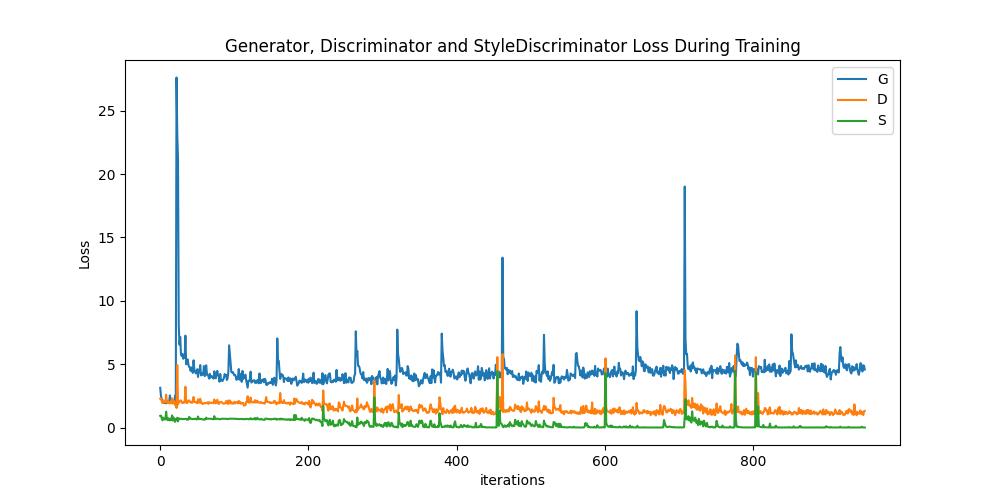 Generator, Discriminator and StyleDiscriminator Loss During Training
G
D
S
25
20
15
10
5
0
Loss
0 200 400 600 800
iterations